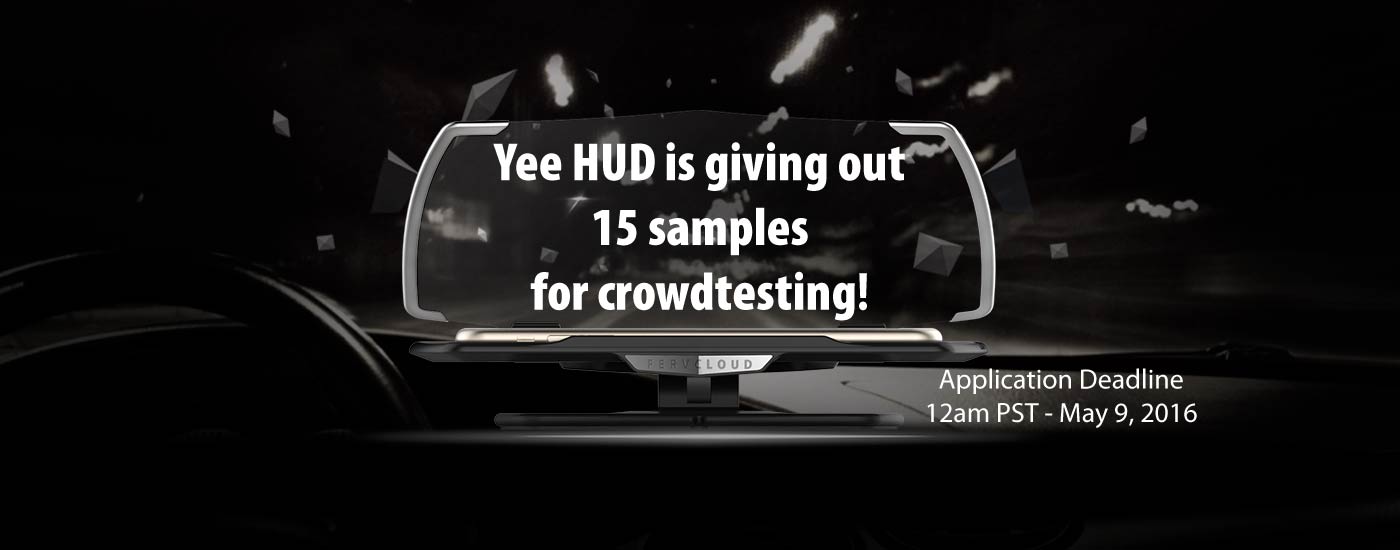 Yee HUD is giving out
15 samples
for crowdtesting!
FERVCLOUD
Application Deadline
12am PST - May 9, 2016